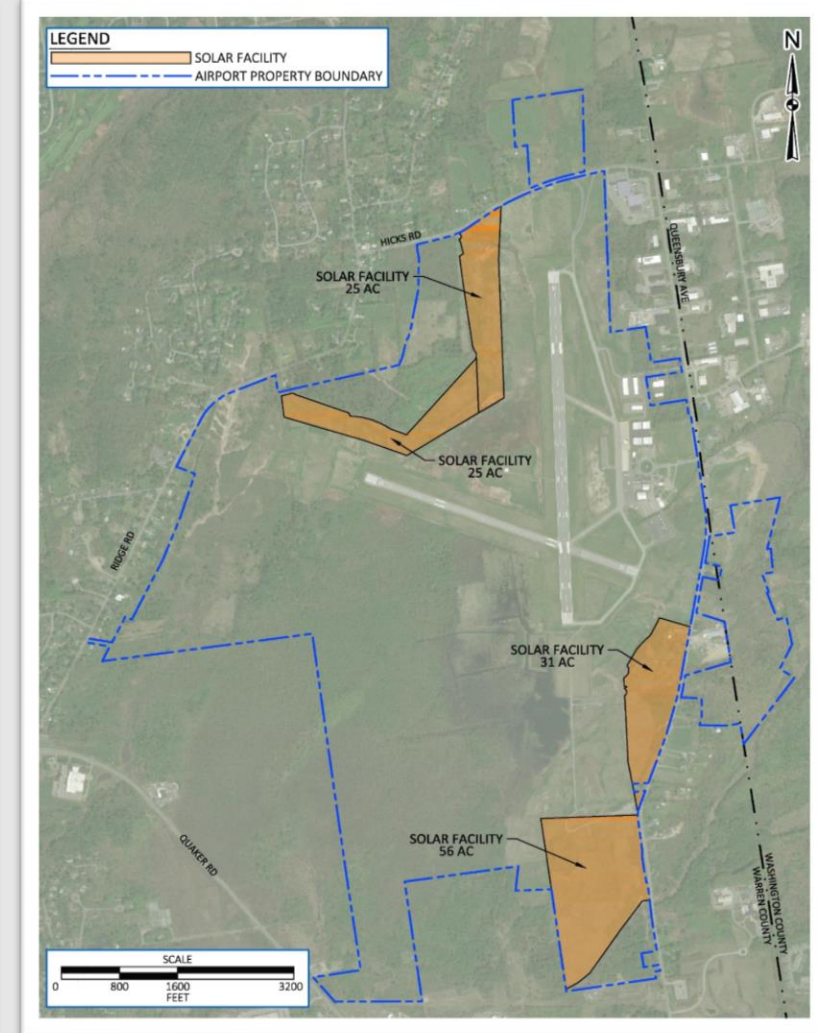 LEGEND
SOLAR FACILITY
AIRPORT PROPERTY BOUNDARY
N
HICKS RD
QUEENSBURY AVE
SOLAR FACILITY
25 AC
SOLAR FACILITY
25 AC
RIDGE RD
SOLAR FACILITY
31 AC
SOLAR FACILITY
56 AC
QUAKER RD
WASHINGTON COUNTY
WARREN COUNTY
SCALE
0 800 1600 3200
FEET